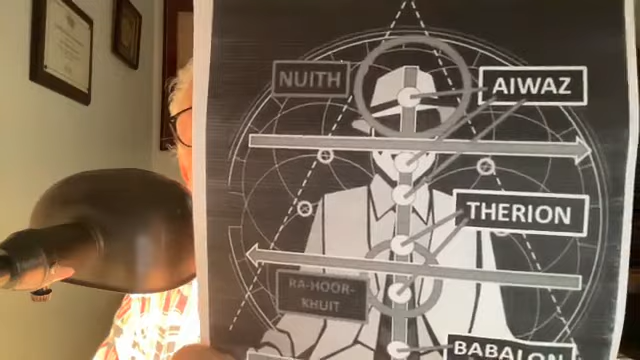 NUITH
AIWAZ
THERION
RA-HOOR-
KHUIT
BABALON